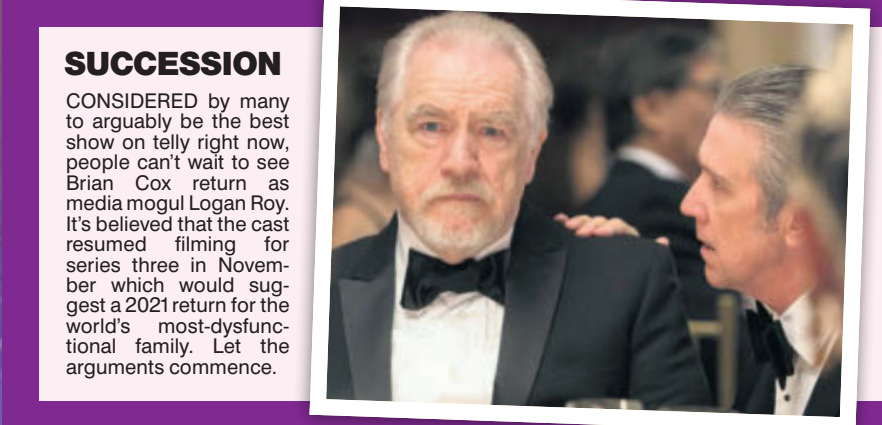 SUCCESSION
CONSIDERED by many
to arguably be the best
show on telly right now,
people can't wait to see
Brian Cox return as
media mogul Logan Roy.
It's believed that the cast
resumed filming for
series three in Novem-
ber which would sug-
gest a 2021 return for the
world's most-dysfunc-
tional family. Let the
arguments commence.